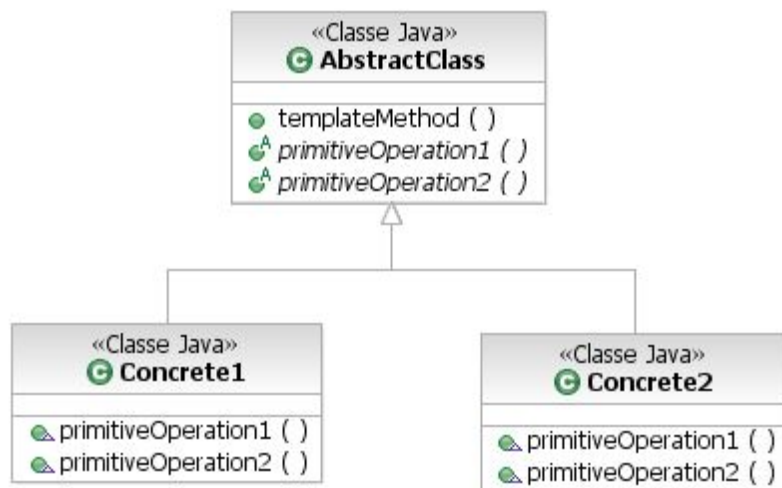 «Classe Java»
AbstractClass
templateMethod ( )
primitiveOperation1 ( )
primitiveOperation2 ( )
«Classe Java»
Concrete1
primitiveOperation1 ( )
primitiveOperation2 ( )
«Classe Java»
Concrete2
primitiveOperation1 ( )
primitiveOperation2 ( )